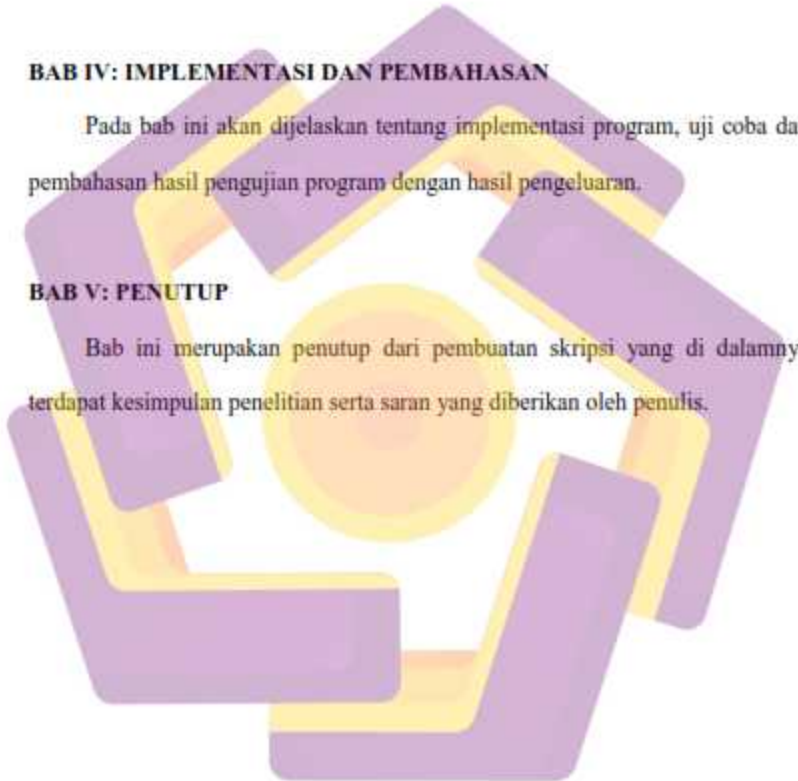 BAB IV: IMPLEMENTASI DAN PEMBAHASAN
Pada bab ini akan dijelaskan tentang implementasi program, uji coba da
pembahasan hasil pengujian program dengan hasil pengeluaran.
BAB V: PENUTUP
Bab ini merupakan penutup dari pembuatan skripsi yang di dalamny
terdapat kesimpulan penelitian serta saran yang diberikan oleh penulis.